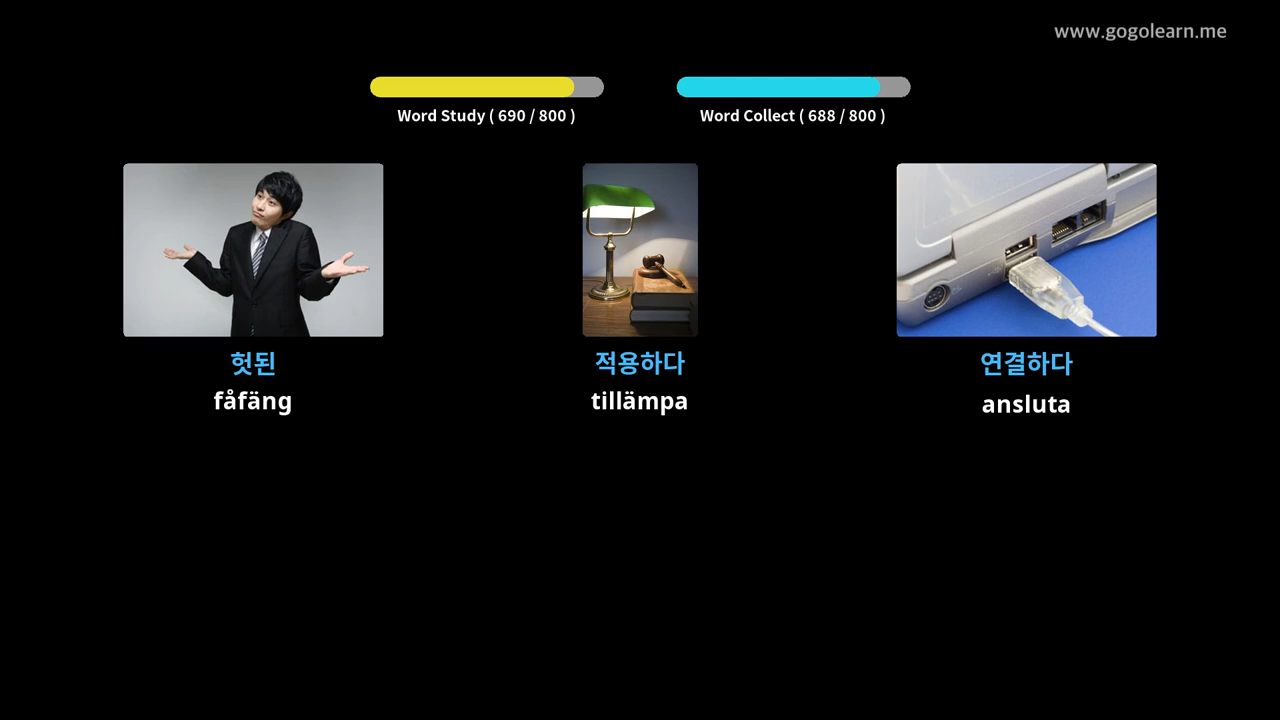 www.gogolearn.me
Word Study ( 690 / 800 )
Word Collect ( 688 / 800 )
헛된
fåfäng
적용하다
tillämpa
연결하다
ansluta